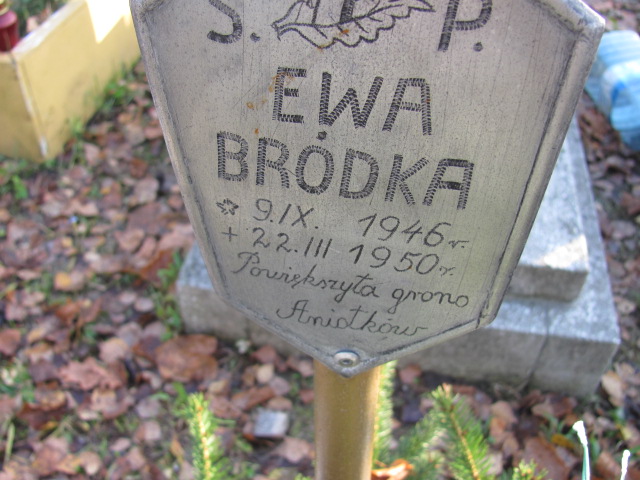 Ś. P.
EWA
BRÓDKA
☆ 9.IX. 1946 r.
+ 22.III 1950 r.
Powiększyła grono
Aniołków